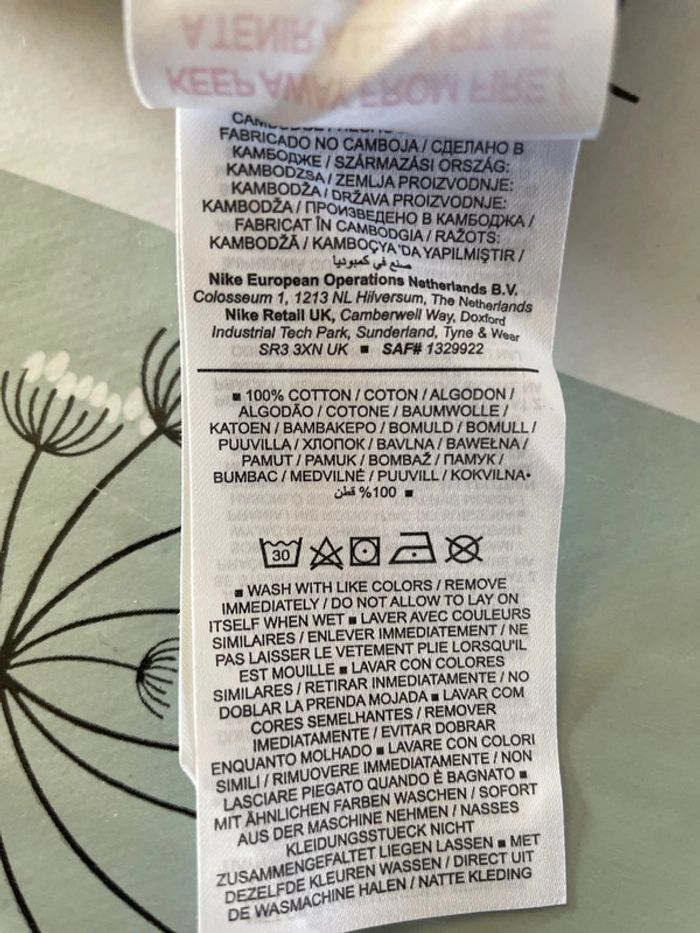 KEEP AWAY FROM FIRE /
A TENIR A L'ECART DE
FABRICADO NO CAMBOJA / СДЕЛАНО В
КАМБОДЖЕ / SZÁRMAZÁSI ORSZÁG:
KAMBODZSA / ZEMLJA PROIZVODNJE:
KAMBODŽA / DRŽAVA PROIZVODNJE:
KAMBODŽA / ПРОИЗВЕДЕНО В КАМБОДЖА /
FABRICAT ÎN CAMBODGIA / RAŽOTS:
KAMBODŽĀ / KAMBOÇYA'DA YAPILMIŞTIR /
صنع في كمبوديا
Nike European Operations Netherlands B.V.
Colosseum 1, 1213 NL Hilversum, The Netherlands
Nike Retail UK, Camberwell Way, Doxford
Industrial Tech Park, Sunderland, Tyne & Wear
SR3 3XN UK ■ SAF# 1329922
■ 100% COTTON / COTON / ALGODON /
ALGODÃO / COTONE / BAUMWOLLE /
KATOEN / ΒΑΜΒΑΚΕΡΟ / BOMULD / BOMULL /
PUUVILLA / ХЛОПОК / BAVLNA / BAWEŁNA /
PAMUT / PAMUK / BOMBAŽ / ПАМУК /
BUMBAC / MEDVILNĖ / PUUVILL / KOKVILNA•
%100 قطن ■
30
■ WASH WITH LIKE COLORS / REMOVE
IMMEDIATELY / DO NOT ALLOW TO LAY ON
ITSELF WHEN WET ■ LAVER AVEC COULEURS
SIMILAIRES / ENLEVER IMMEDIATEMENT / NE
PAS LAISSER LE VETEMENT PLIE LORSQU'IL
EST MOUILLE ■ LAVAR CON COLORES
SIMILARES / RETIRAR INMEDIATAMENTE / NO
DOBLAR LA PRENDA MOJADA ■ LAVAR COM
CORES SEMELHANTES / REMOVER
IMEDIATAMENTE / EVITAR DOBRAR
ENQUANTO MOLHADO ■ LAVARE CON COLORI
SIMILI / RIMUOVERE IMMEDIATAMENTE / NON
LASCIARE PIEGATO QUANDO È BAGNATO ■
MIT ÄHNLICHEN FARBEN WASCHEN / SOFORT
AUS DER MASCHINE NEHMEN / NASSES
KLEIDUNGSSTUECK NICHT
ZUSAMMENGEFALTET LIEGEN LASSEN ■ MET
DEZELFDE KLEUREN WASSEN / DIRECT UIT
DE WASMACHINE HALEN / NATTE KLEDING